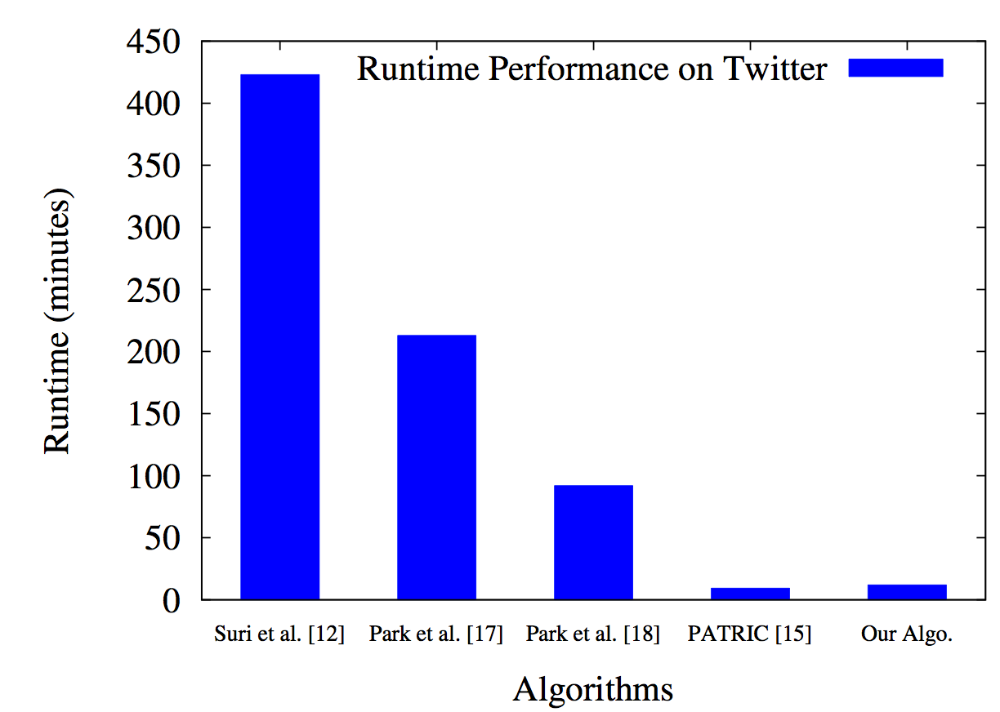 Runtime Performance on Twitter
450
400
350
300
250
200
150
100
50
0
Runtime (minutes)
Suri et al. [12] Park et al. [17] Park et al. [18] PATRIC [15] Our Algo.
Algorithms